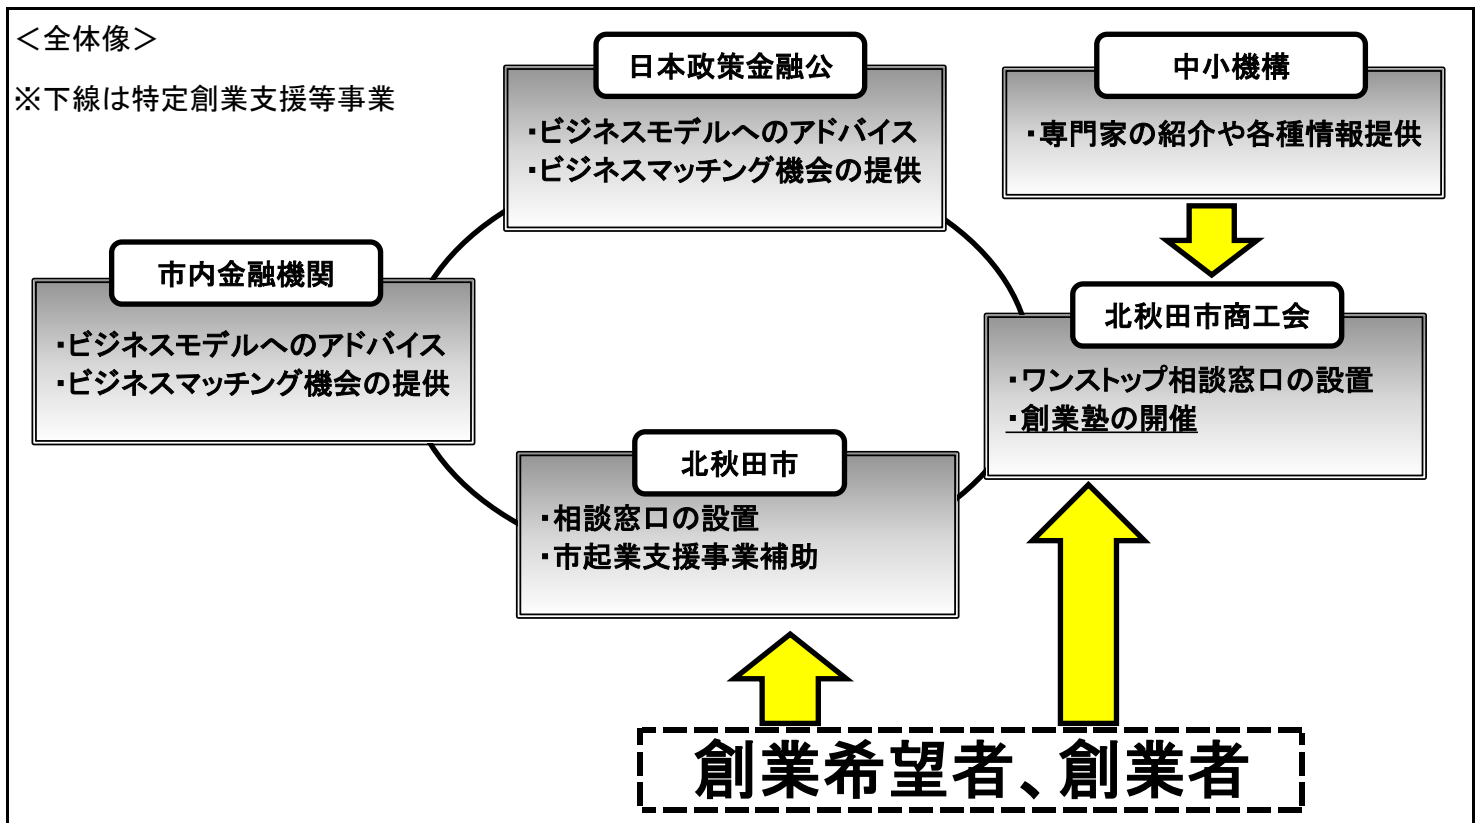 ＜全体像＞
※下線は特定創業支援等事業
日本政策金融公
・ビジネスモデルへのアドバイス
・ビジネスマッチング機会の提供
中小機構
・専門家の紹介や各種情報提供
市内金融機関
・ビジネスモデルへのアドバイス
・ビジネスマッチング機会の提供
北秋田市商工会
・ワンストップ相談窓口の設置
・創業塾の開催
北秋田市
・相談窓口の設置
・市起業支援事業補助
創業希望者、創業者